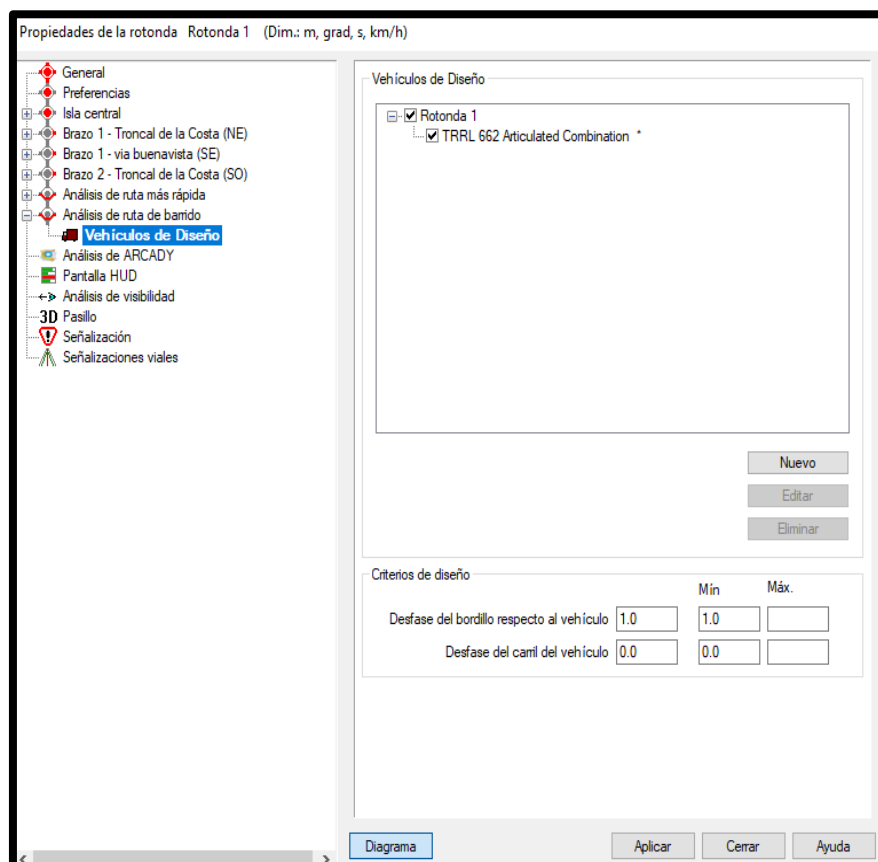 Propiedades de la rotonda Rotonda 1 (Dim.: m, grad, s, km/h)
General
Preferencias
Isla central
Brazo 1 - Troncal de la Costa (NE)
Brazo 1 - via buenavista (SE)
Brazo 2 - Troncal de la Costa (SO)
Análisis de ruta más rápida
Análisis de ruta de barrido
Vehículos de Diseño
Análisis de ARCADY
Pantalla HUD
Análisis de visibilidad
3D Pasillo
Señalización
Señalizaciones viales
Vehículos de Diseño
Rotonda 1
TRRL 662 Articulated Combination *
Nuevo
Editar
Eliminar
Criterios de diseño
Mín Máx.
Desfase del bordillo respecto al vehículo 1.0 1.0
Desfase del carril del vehículo 0.0 0.0
Diagrama Aplicar Cerrar Ayuda